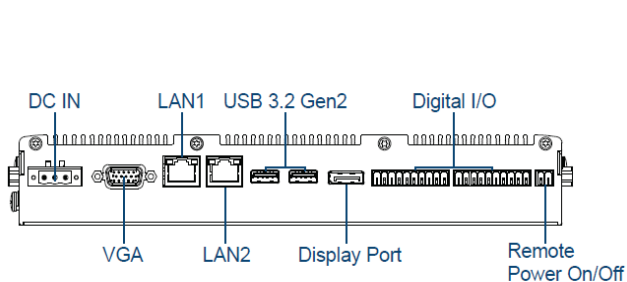 DC IN
LAN1
USB 3.2 Gen2
Digital I/O
VGA
LAN2
Display Port
Remote
Power On/Off